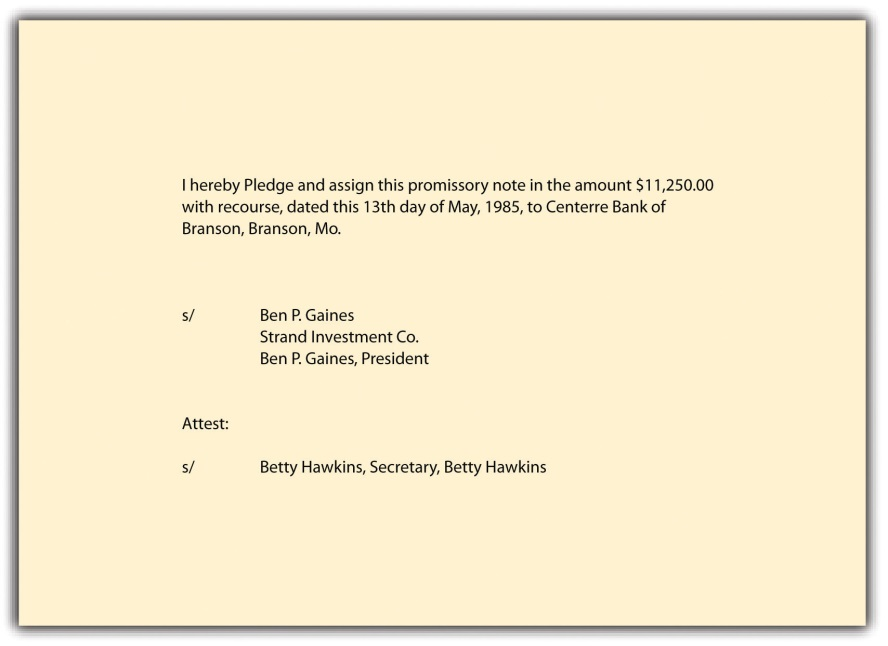 I hereby Pledge and assign this promissory note in the amount $11,250.00
with recourse, dated this 13th day of May, 1985, to Centerre Bank of
Branson, Branson, Mo.
s/ Ben P. Gaines
Strand Investment Co.
Ben P. Gaines, President
Attest:
s/ Betty Hawkins, Secretary, Betty Hawkins